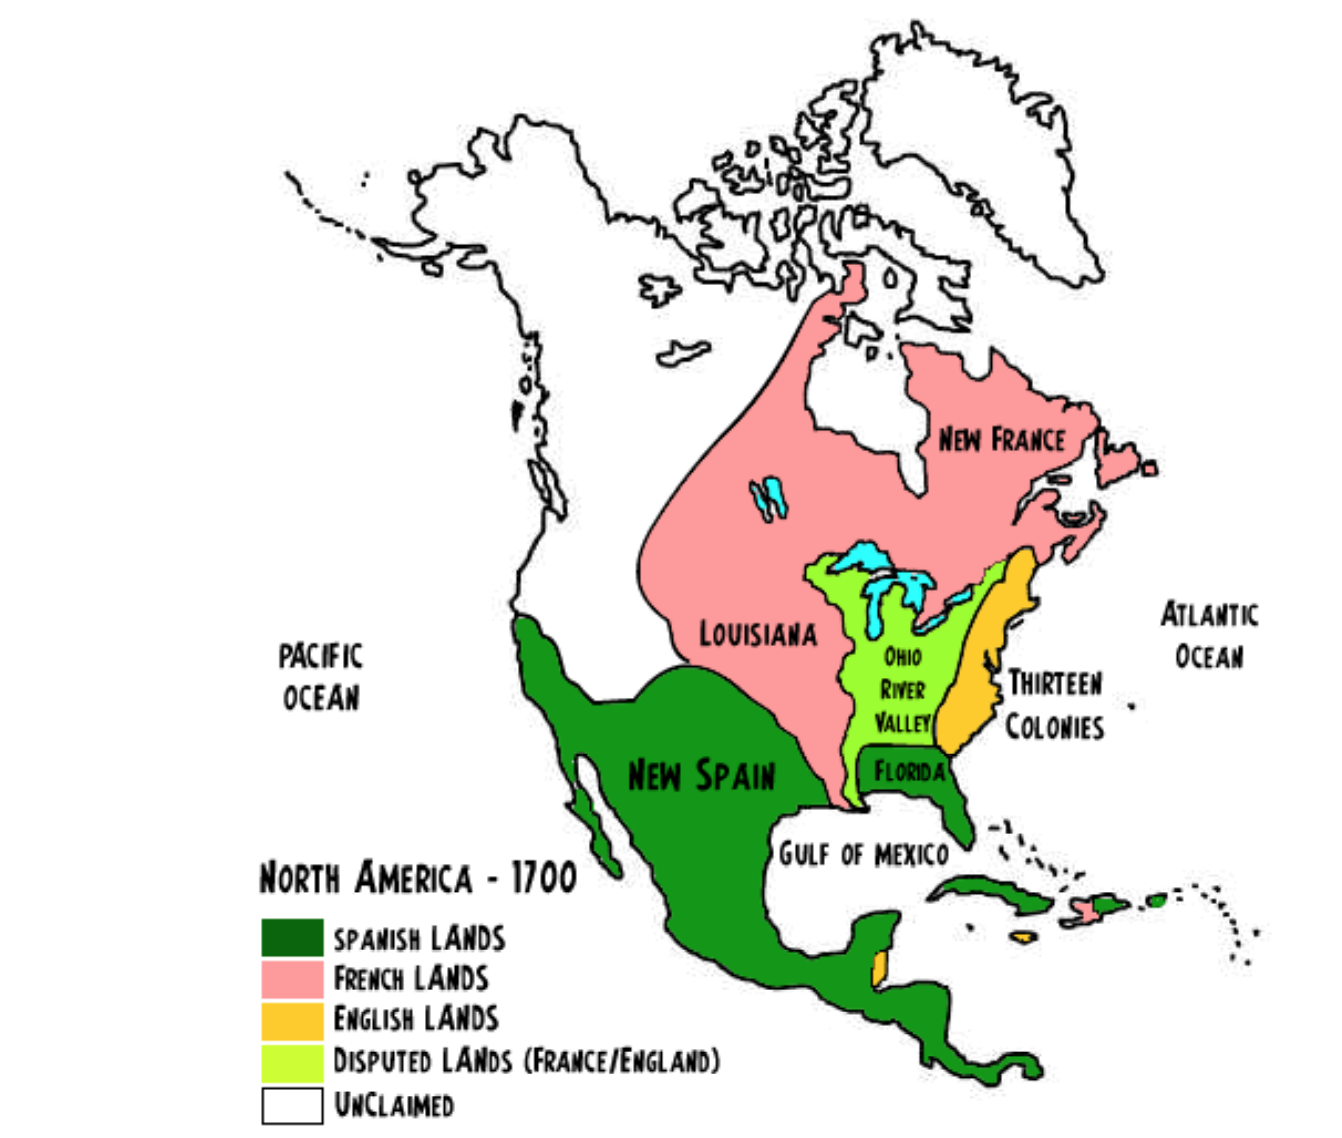 New France
Louisiana
Atlantic
Ocean
Pacific
Ocean
Ohio
River
Valley
Thirteen
Colonies
New Spain
Florida
Gulf of Mexico
North America - 1700
Spanish Lands
French Lands
English Lands
Disputed Lands (France/England)
UnClaimed